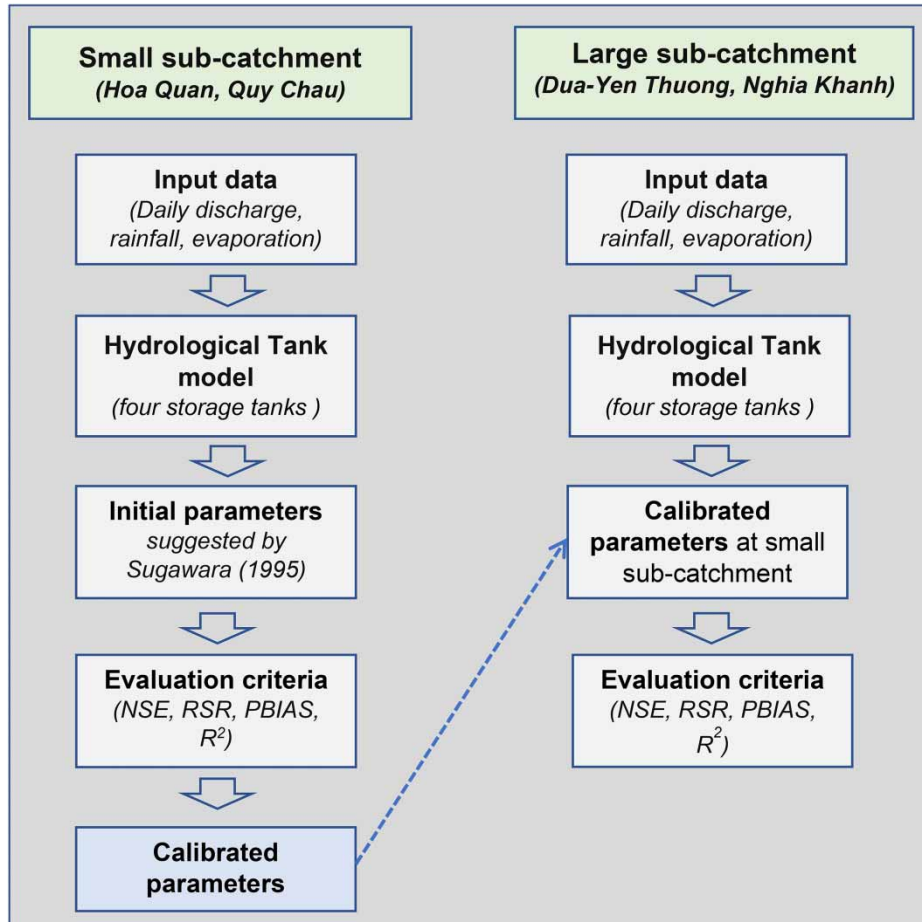 Small sub-catchment
(Hoa Quan, Quy Chau)
Input data
(Daily discharge,
rainfall, evaporation)
Hydrological Tank
model
(four storage tanks )
Initial parameters
suggested by
Sugawara (1995)
Evaluation criteria
(NSE, RSR, PBIAS,
R²)
Calibrated
parameters
Large sub-catchment
(Dua-Yen Thuong, Nghia Khanh)
Input data
(Daily discharge,
rainfall, evaporation)
Hydrological Tank
model
(four storage tanks )
Calibrated
parameters at small
sub-catchment
Evaluation criteria
(NSE, RSR, PBIAS,
R²)